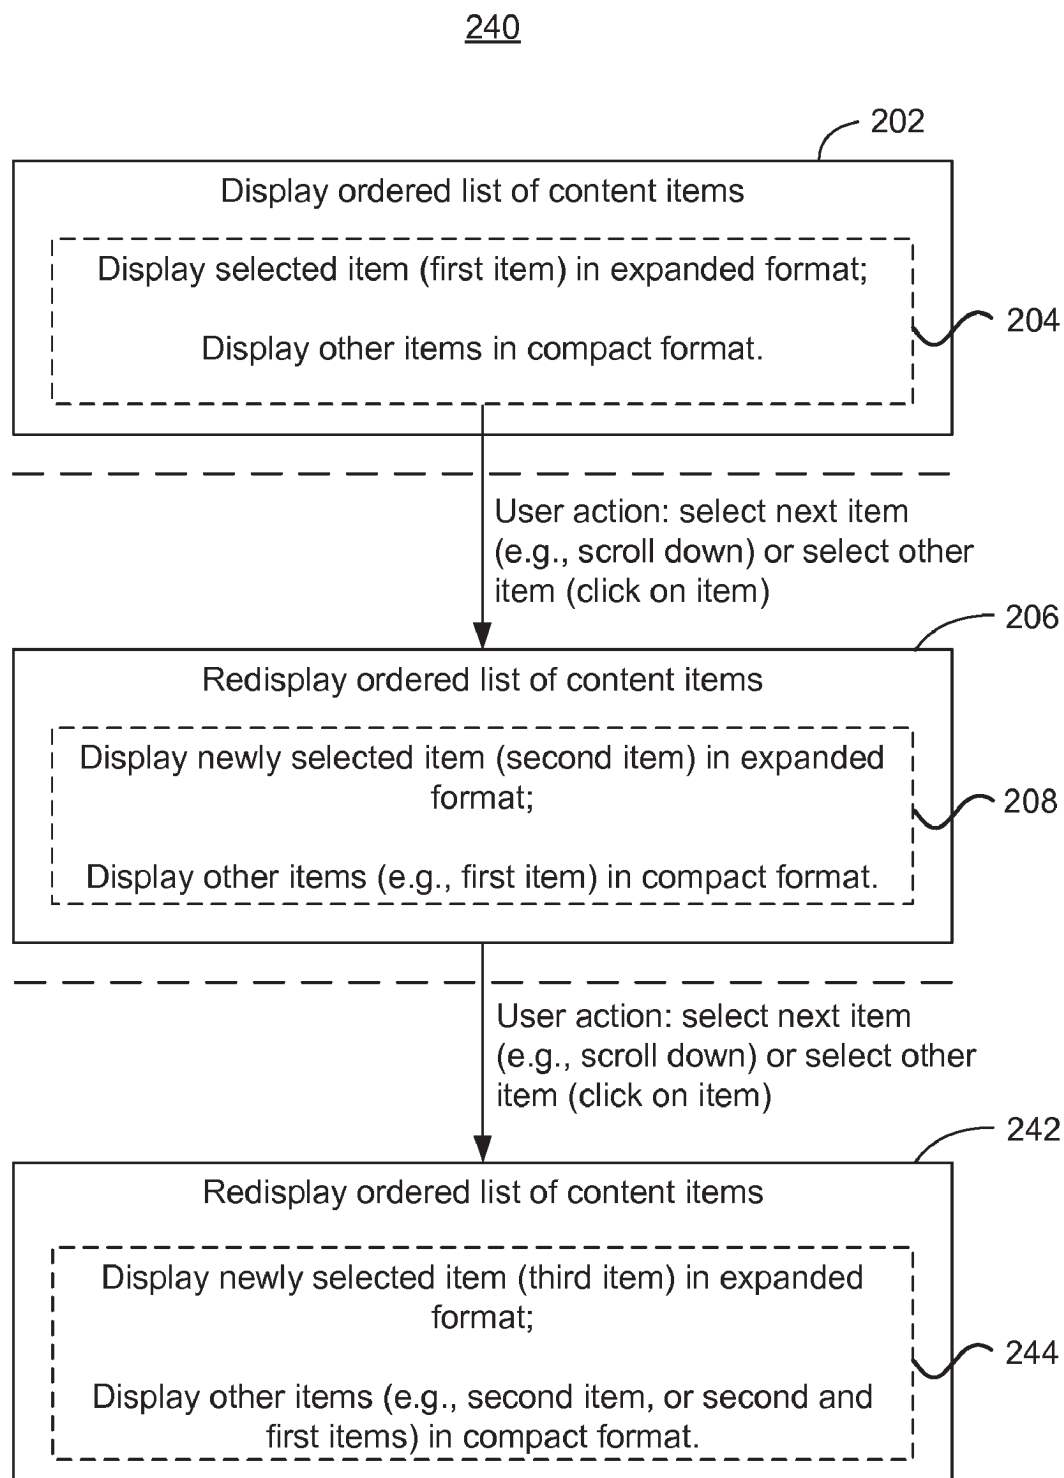 240
202
Display ordered list of content items
Display selected item (first item) in expanded format;
204
Display other items in compact format.
User action: select next item
(e.g., scroll down) or select other
item (click on item)
206
Redisplay ordered list of content items
Display newly selected item (second item) in expanded
format;
208
Display other items (e.g., first item) in compact format.
User action: select next item
(e.g., scroll down) or select other
item (click on item)
242
Redisplay ordered list of content items
Display newly selected item (third item) in expanded
format;
244
Display other items (e.g., second item, or second and
first items) in compact format.